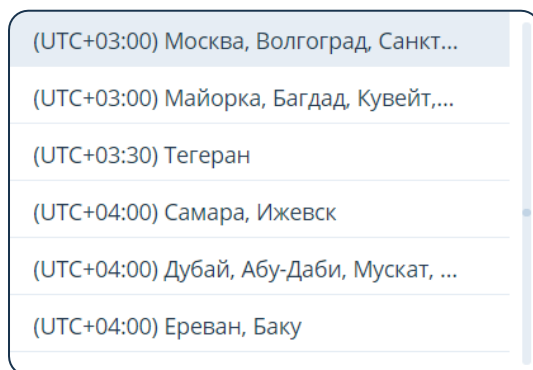 (UTC+03:00) Москва, Волгоград, Санкт...
(UTC+03:00) Майорка, Багдад, Кувейт,...
(UTC+03:30) Тегеран
(UTC+04:00) Самара, Ижевск
(UTC+04:00) Дубай, Абу-Даби, Мускат, ...
(UTC+04:00) Ереван, Баку